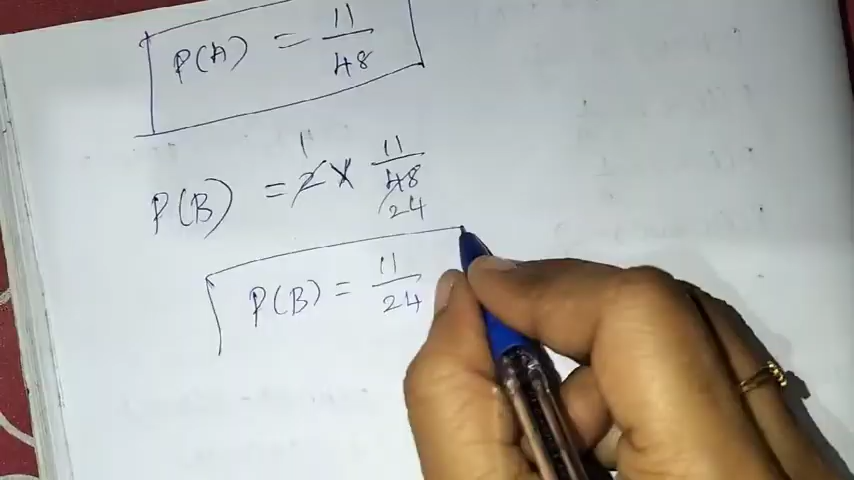 P(A) = 11/48
P(B) = 2 × 11/48
1
24
P(B) = 11/24